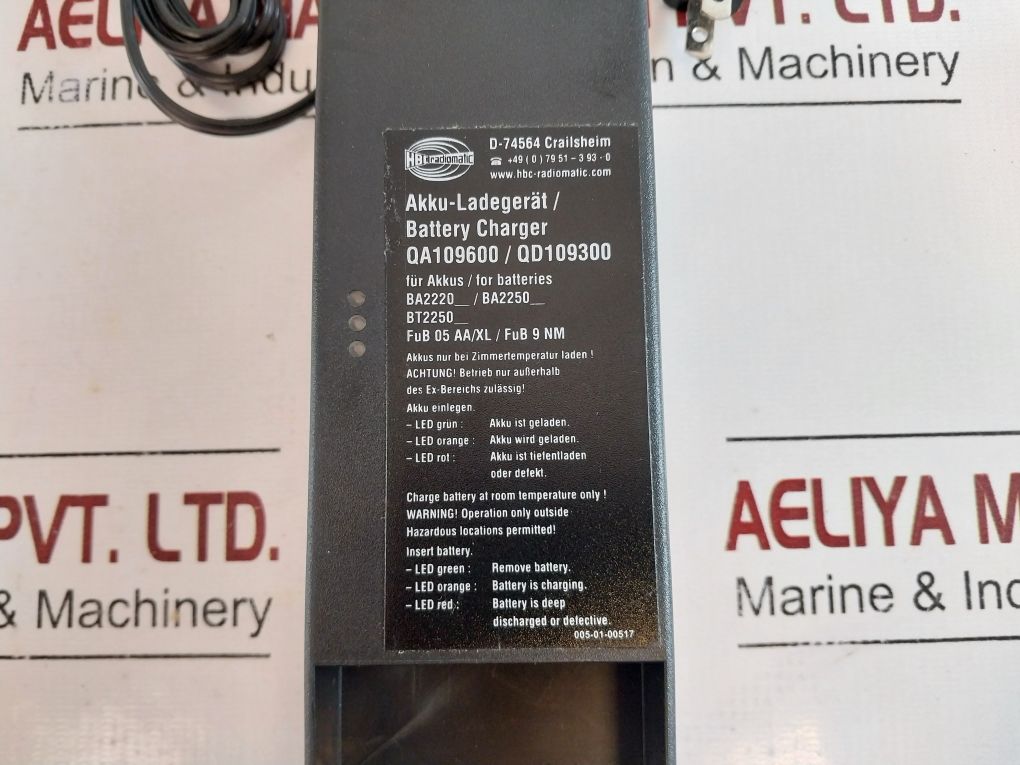 AELIYA MA
PVT. LTD.
Marine & Indu
n & Machinery
HBC-radiomatic
D-74564 Crailsheim
☎ +49 ( 0 ) 79 51 – 3 93 - 0
www.hbc-radiomatic.com
Akku-Ladegerät /
Battery Charger
QA109600 / QD109300
für Akkus / for batteries
BA2220__ / BA2250__
BT2250__
FuB 05 AA/XL / FuB 9 NM
Akkus nur bei Zimmertemperatur laden !
ACHTUNG! Betrieb nur außerhalb
des Ex-Bereichs zulässig!
Akku einlegen.
– LED grün : Akku ist geladen.
– LED orange : Akku wird geladen.
– LED rot : Akku ist tiefentladen
oder defekt.
Charge battery at room temperature only !
WARNING! Operation only outside
Hazardous locations permitted!
Insert battery.
– LED green : Remove battery.
– LED orange : Battery is charging.
– LED red : Battery is deep
discharged or defective.
005-01-00517
PVT. LTD.
& Machinery
AELIYA M
Marine & Ind